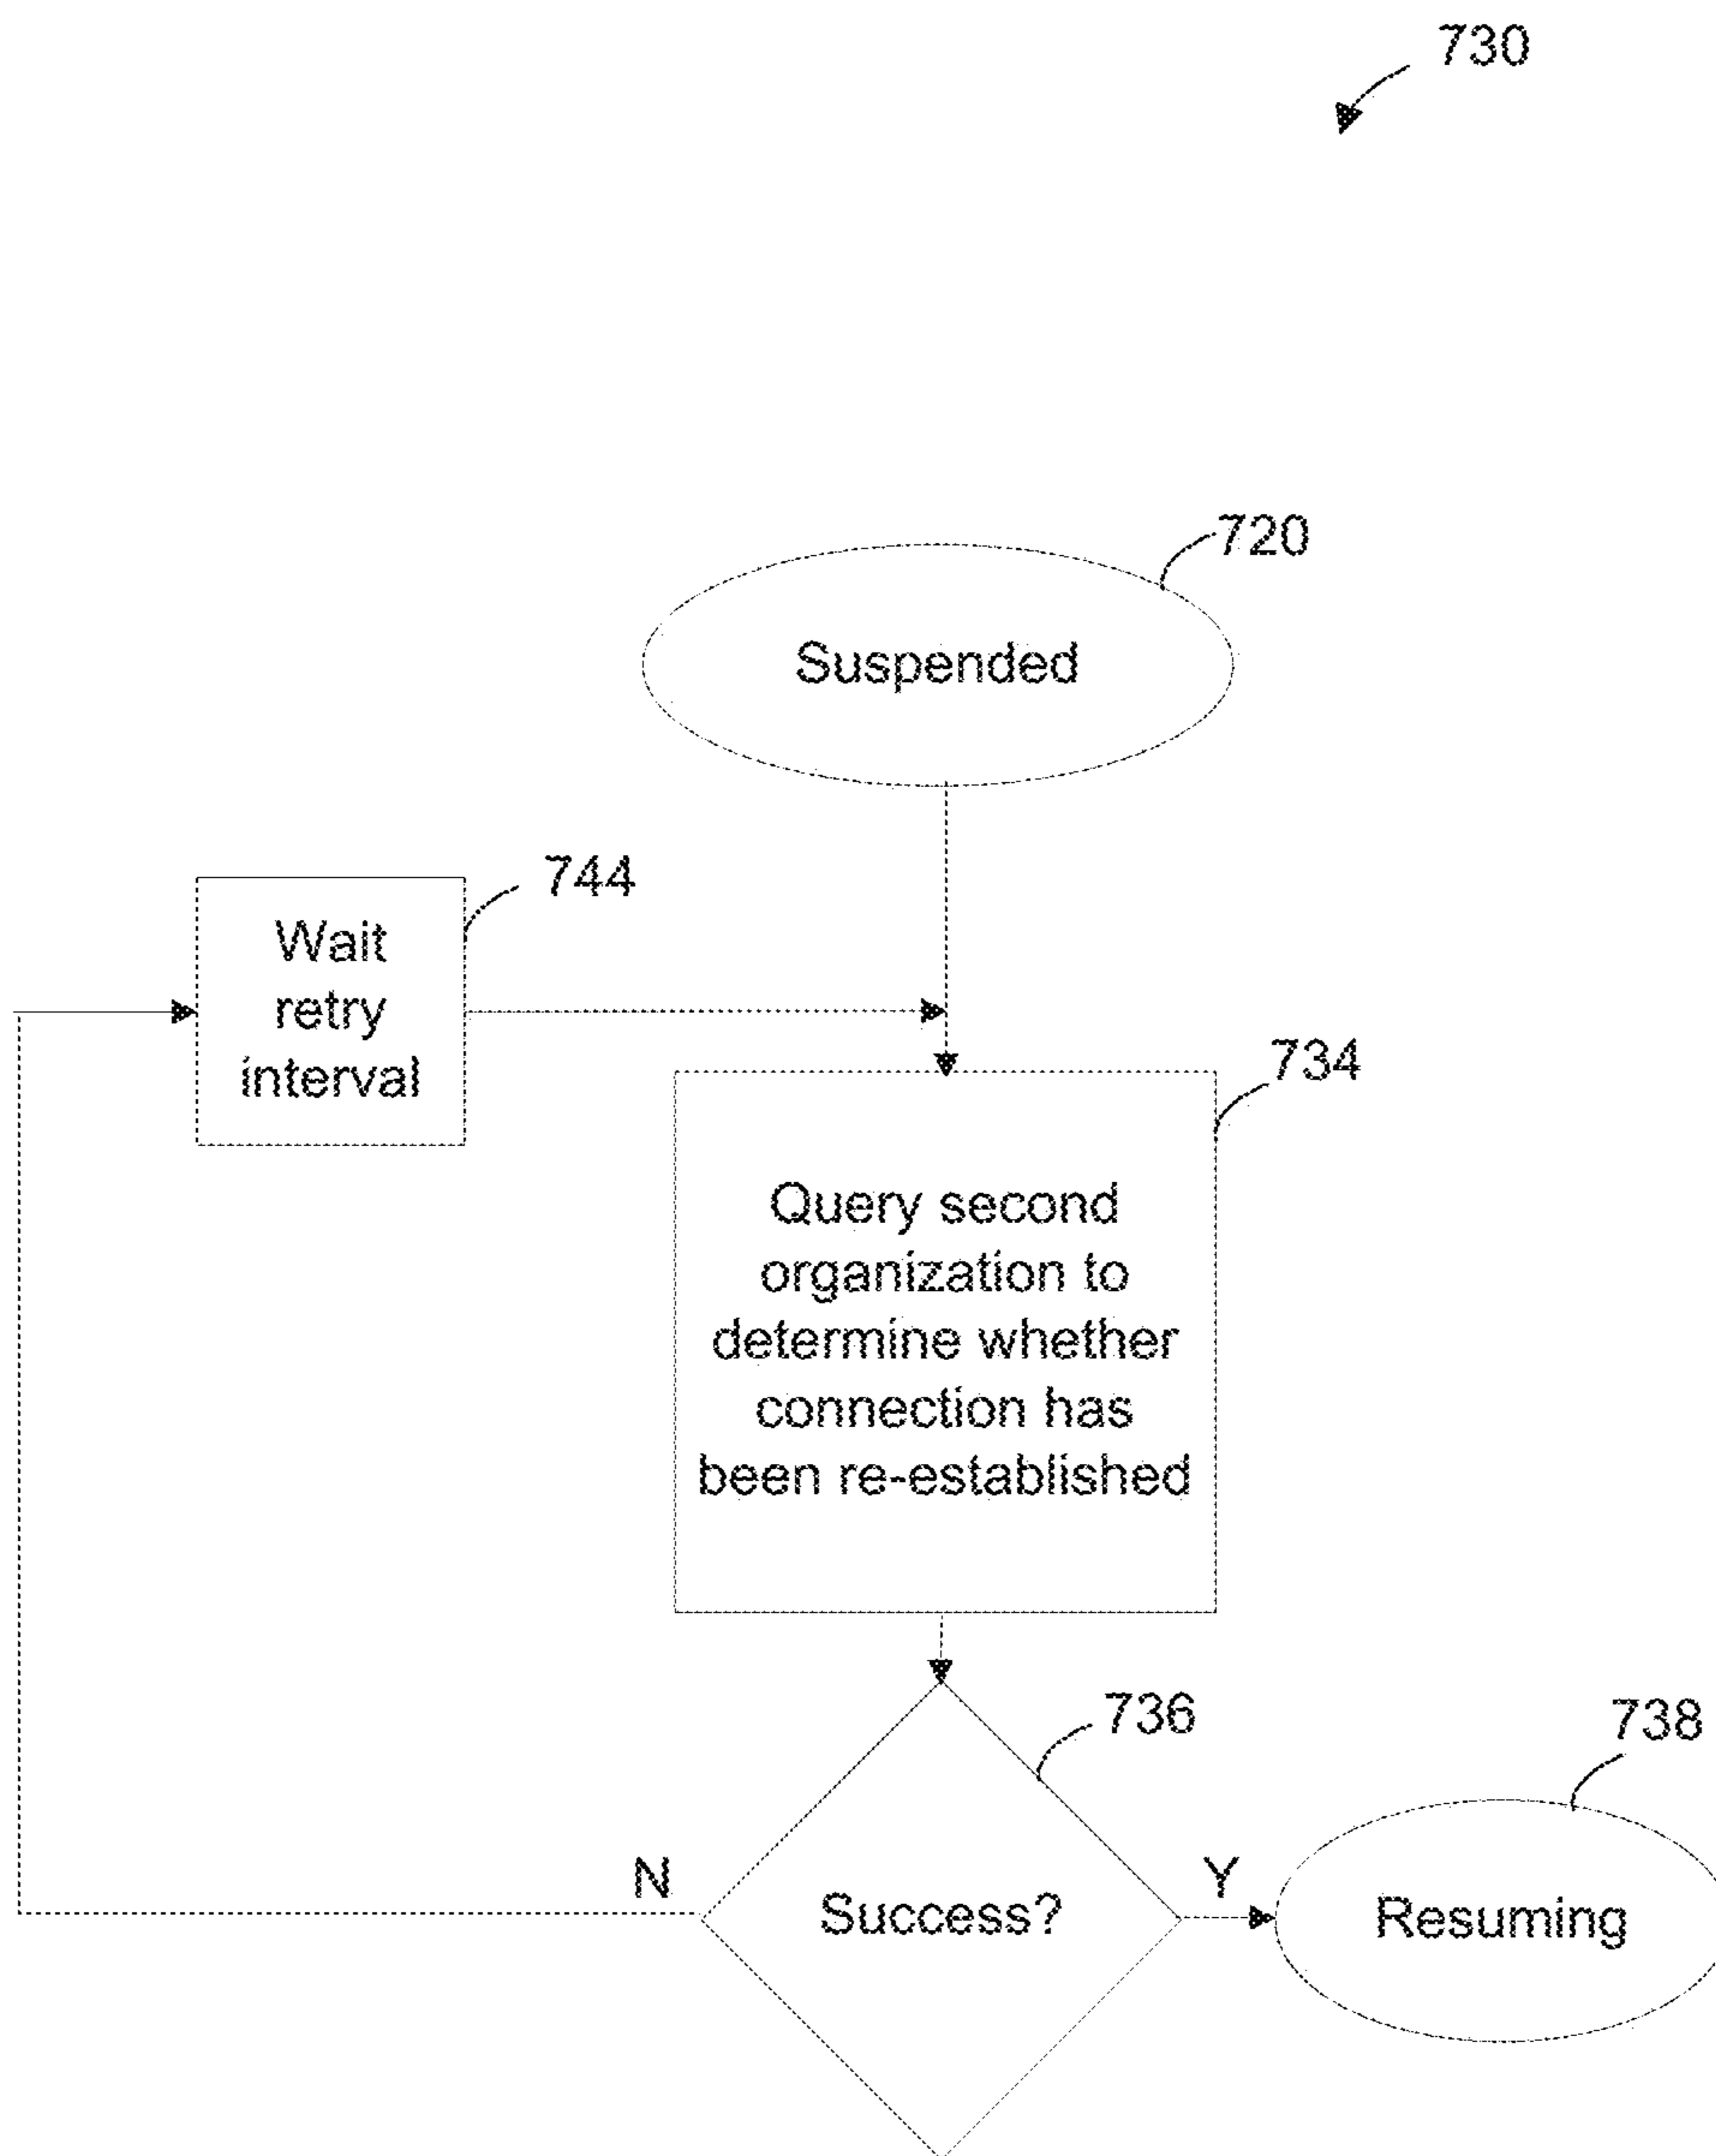 730
720
Suspended
744
Wait
retry
interval
734
Query second
organization to
determine whether
connection has
been re-established
736
738
N
Success?
Y
Resuming